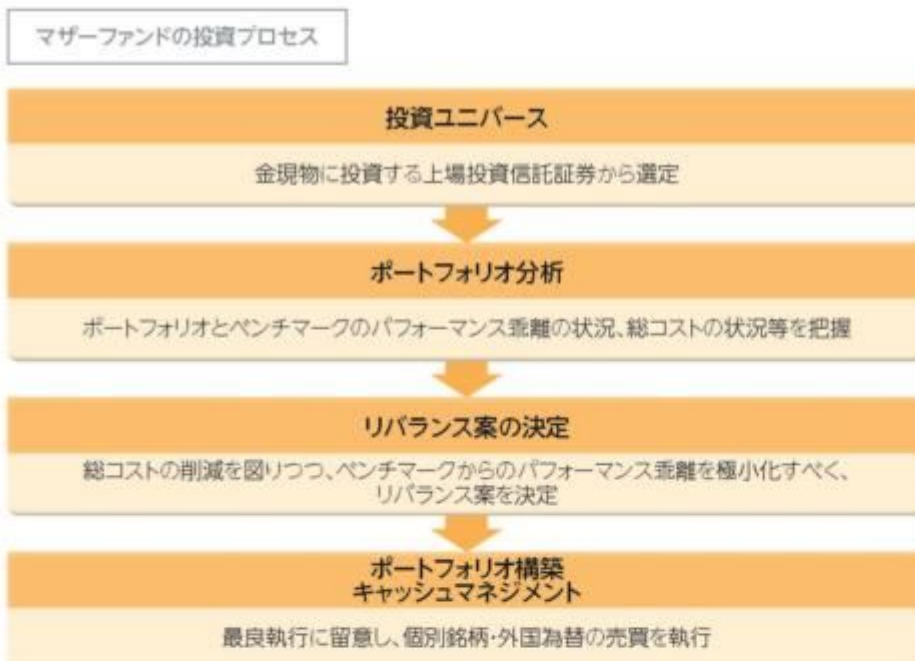 マザーファンドの投資プロセス
投資ユニバース
金現物に投資する上場投資信託証券から選定
ポートフォリオ分析
ポートフォリオとベンチマークのパフォーマンス乖離の状況、総コストの状況等を把握
リバランス案の決定
総コストの削減を図りつつ、ベンチマークからのパフォーマンス乖離を極小化すべく、
リバランス案を決定
ポートフォリオ構築
キャッシュマネジメント
最良執行に留意し、個別銘柄・外国為替の売買を執行